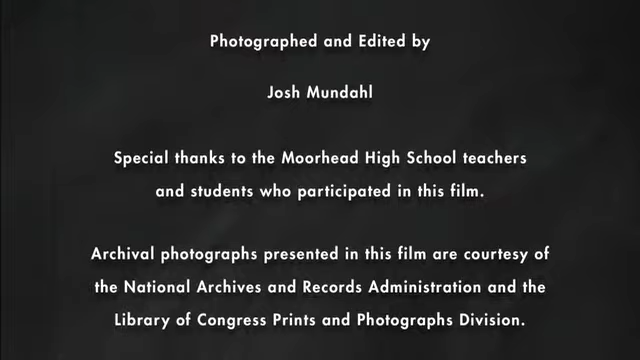 Photographed and Edited by
Josh Mundahl
Special thanks to the Moorhead High School teachers
and students who participated in this film.
Archival photographs presented in this film are courtesy of
the National Archives and Records Administration and the
Library of Congress Prints and Photographs Division.